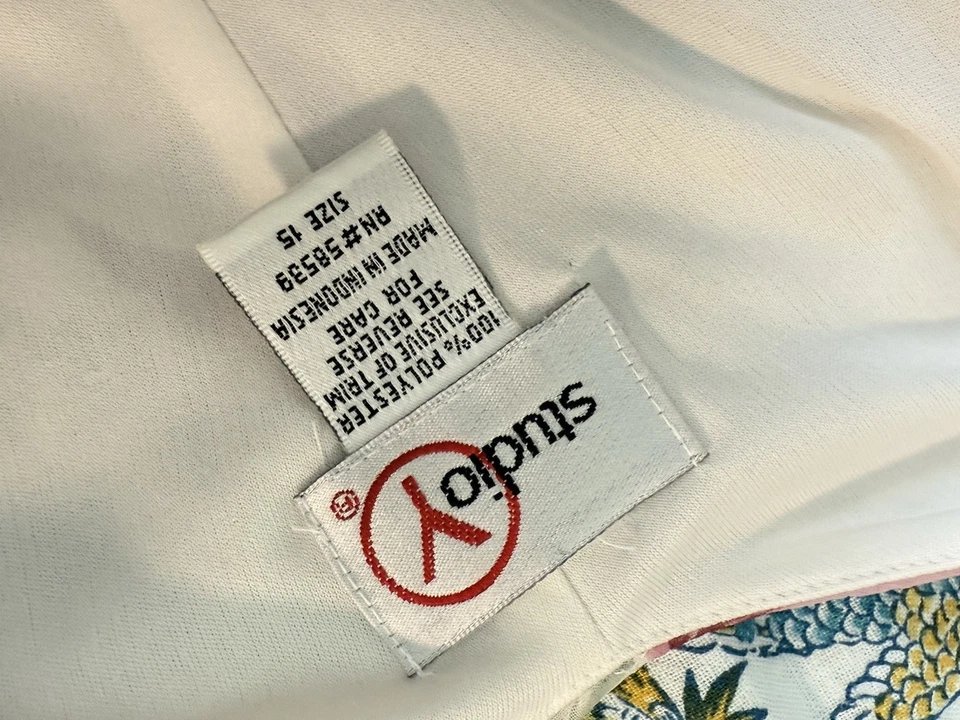 studio Y®
100% POLYESTER
EXCLUSIVE OF TRIM
SEE REVERSE
FOR CARE
MADE IN INDONESIA
RN#58539
SIZE 15